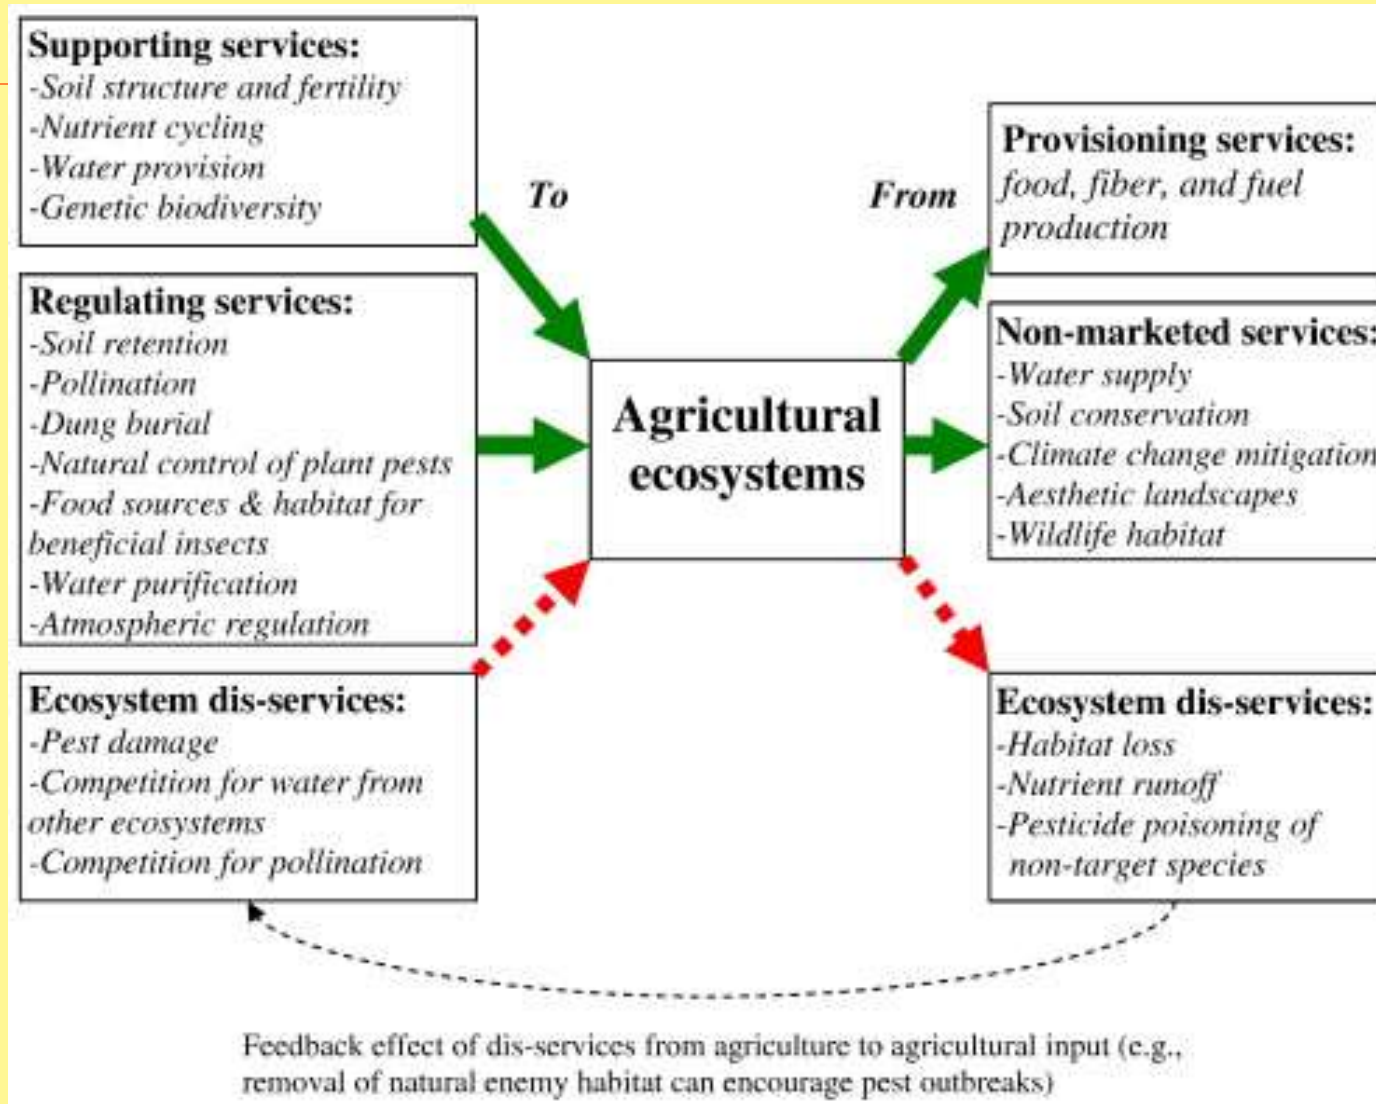 Supporting services:
-Soil structure and fertility
-Nutrient cycling
-Water provision
-Genetic biodiversity
Regulating services:
-Soil retention
-Pollination
-Dung burial
-Natural control of plant pests
-Food sources & habitat for
beneficial insects
-Water purification
-Atmospheric regulation
Ecosystem dis-services:
-Pest damage
-Competition for water from
other ecosystems
-Competition for pollination
To
Agricultural
ecosystems
From
Provisioning services:
food, fiber, and fuel
production
Non-marketed services:
-Water supply
-Soil conservation
-Climate change mitigation
-Aesthetic landscapes
-Wildlife habitat
Ecosystem dis-services:
-Habitat loss
-Nutrient runoff
-Pesticide poisoning of
non-target species
Feedback effect of dis-services from agriculture to agricultural input (e.g.,
removal of natural enemy habitat can encourage pest outbreaks)